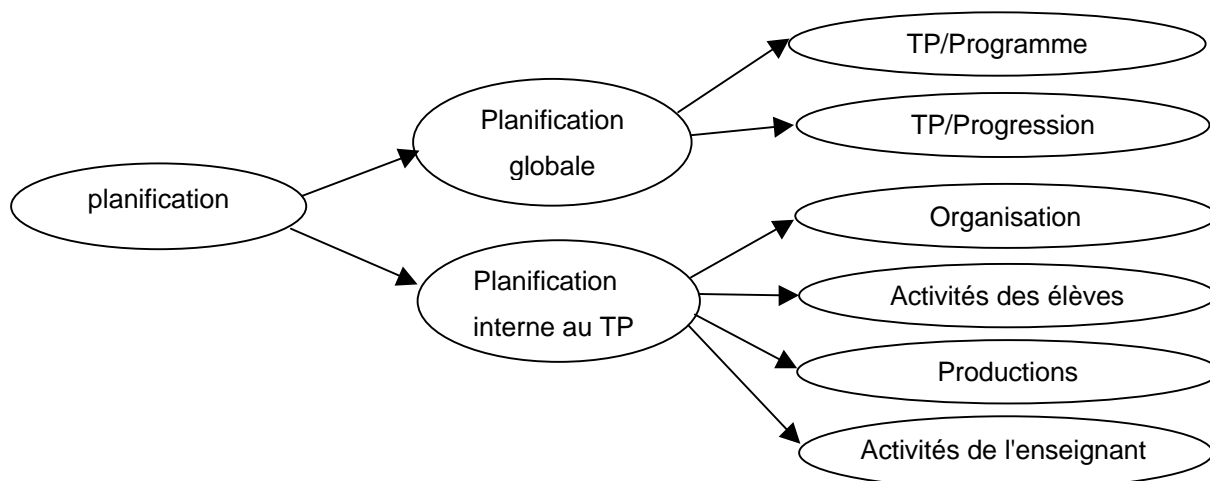 planification
Planification
globale
TP/Programme
TP/Progression
Planification
interne au TP
Organisation
Activités des élèves
Productions
Activités de l'enseignant